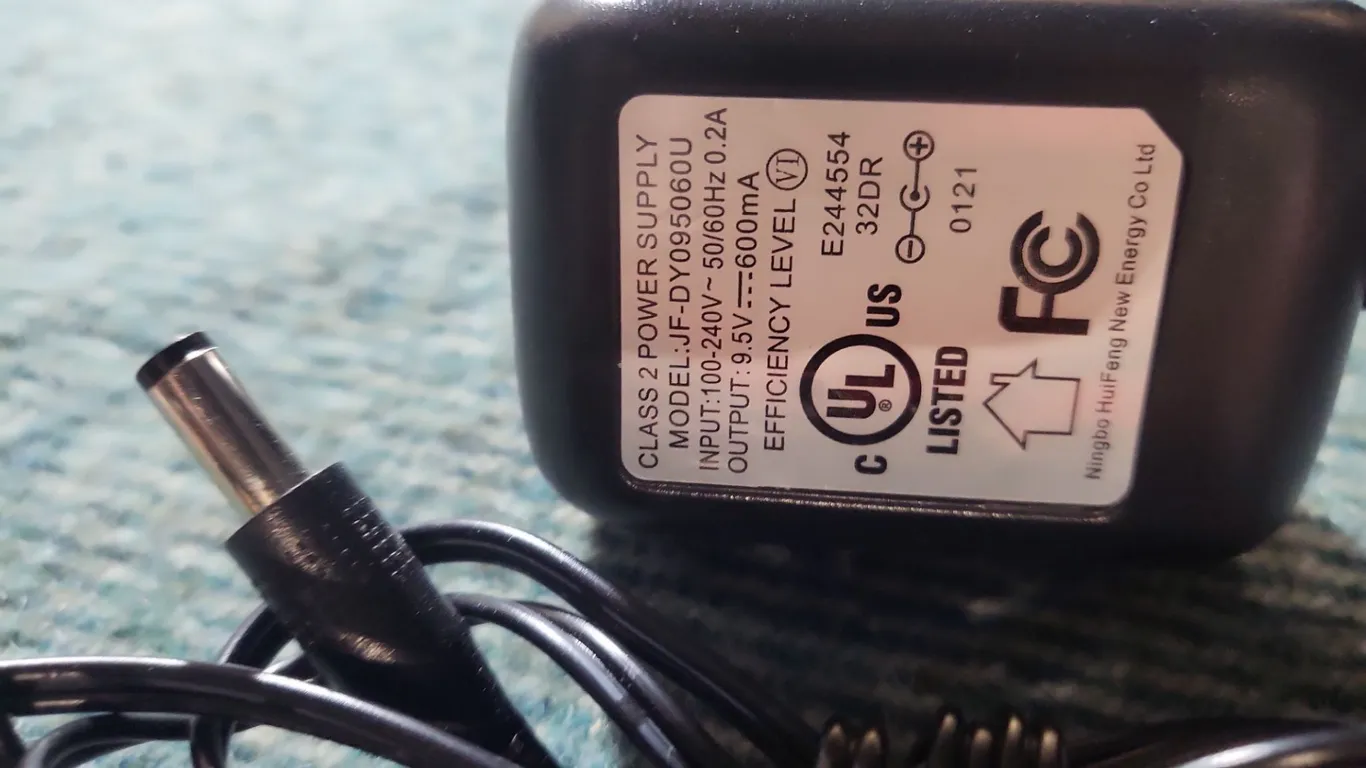 CLASS 2 POWER SUPPLY
MODEL:JF-DY095060U
INPUT:100-240V~ 50/60Hz 0.2A
OUTPUT: 9.5V⎓600mA
EFFICIENCY LEVEL VI
E244554
32DR
C UL® US
LISTED
0121
FC
Ningbo HuiFeng New Energy Co Ltd